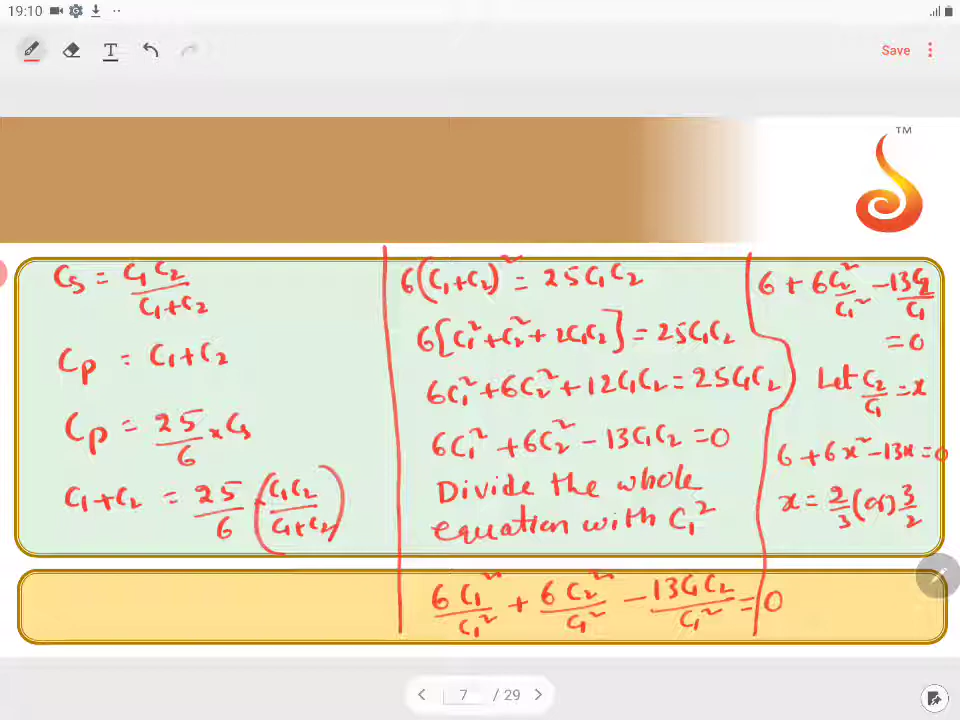 19:10
T
Save
TM
Cs = C₁C₂/(C₁+C₂)
Cp = C₁+C₂
Cp = 25/6 × Cs
C₁+C₂ = 25/6 (C₁C₂/(C₁+C₂))
6(C₁+C₂)² = 25C₁C₂
6[C₁²+C₂²+2C₁C₂] = 25C₁C₂
6C₁²+6C₂²+12C₁C₂ = 25C₁C₂
6C₁²+6C₂²-13C₁C₂ = 0
Divide the whole
equation with C₁²
6C₁²/C₁² + 6C₂²/C₁² - 13C₁C₂/C₁² = 0
6 + 6C₂²/C₁² - 13C₂/C₁
= 0
Let C₂/C₁ = x
6+6x²-13x=0
x = 2/3 (or) 3/2
7 / 29